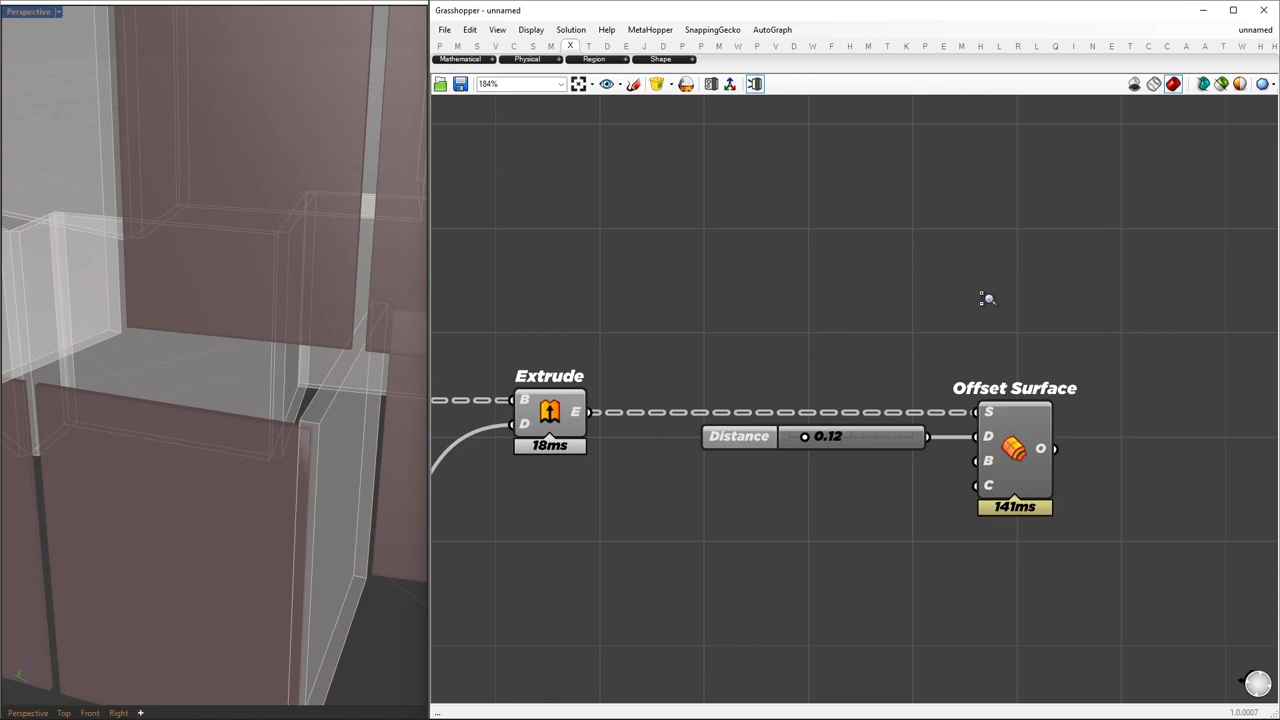 Perspective
Grasshopper - unnamed
File Edit View Display Solution Help MetaHopper SnappingGecko AutoGraph unnamed
P M S V C S M X T D E J E M F P P M L F B V H N D K P C M H L R P Q T E C A A C A L P E G H H
Mathematical + Physical + Region + Shape +
184%
Extrude
B
D
E
18ms
Distance 0.12
Offset Surface
S
D
B
C
O
141ms
y
Perspective Top Front Right
...
1.0.0007